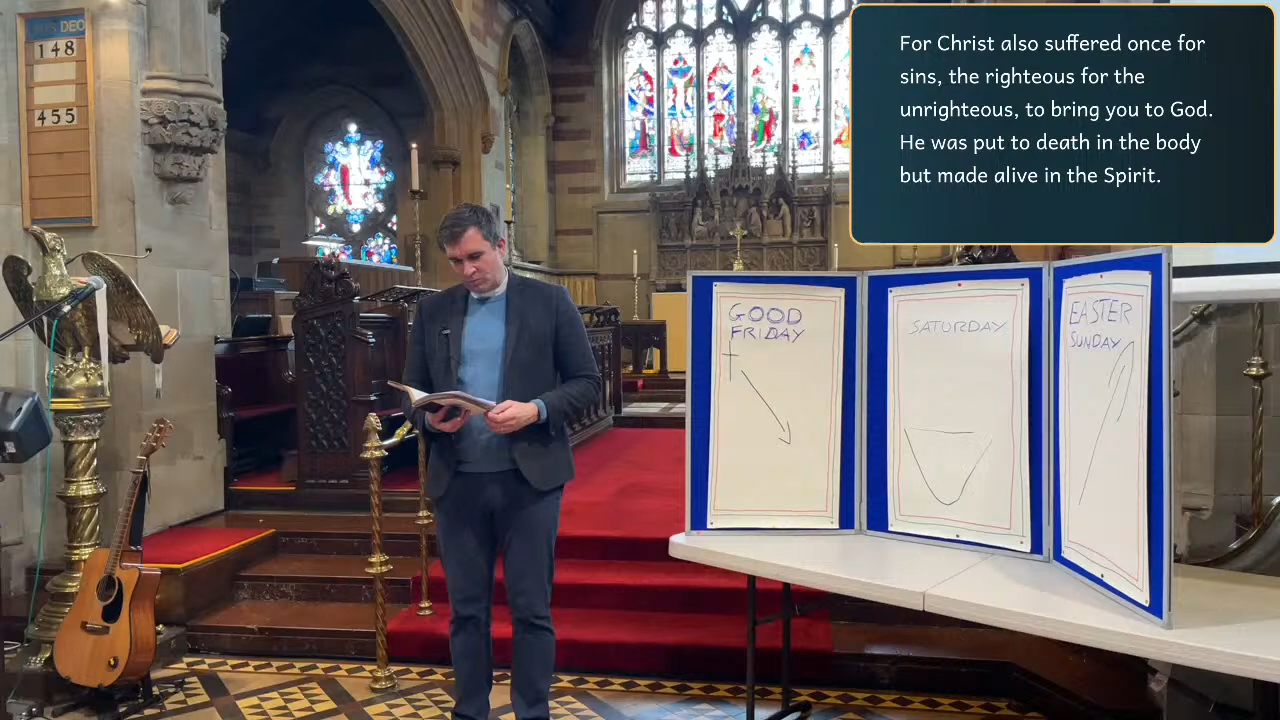 DEO
148
455
For Christ also suffered once for
sins, the righteous for the
unrighteous, to bring you to God.
He was put to death in the body
but made alive in the Spirit.
GOOD
FRIDAY
SATURDAY
EASTER
SUNDAY